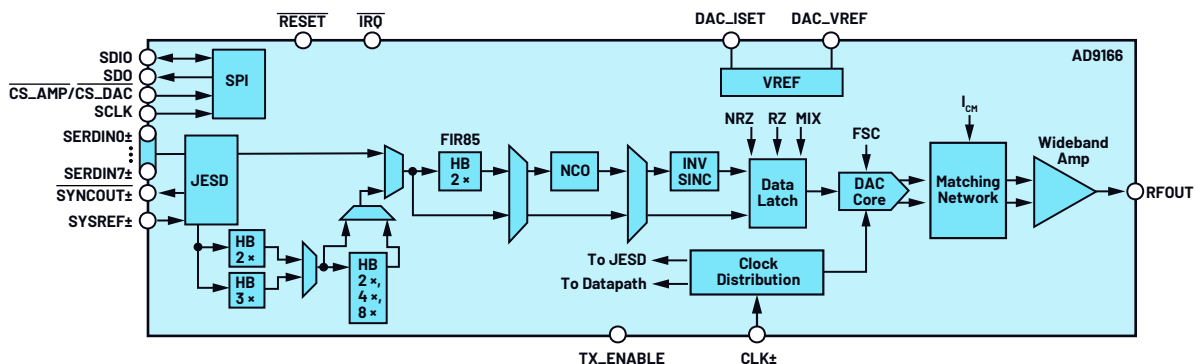 RESET
IRQ
DAC_ISET
DAC_VREF
AD9166
SDIO
SDO
CS_AMP/CS_DAC
SCLK
SPI
VREF
SERDIN0±
SERDIN7±
SYNCOUT±
SYSREF±
JESD
HB
2×
HB
3×
HB
2×,
4×,
8×
FIR85
HB
2×
NCO
INV
SINC
NRZ
RZ
MIX
Data
Latch
FSC
DAC
Core
I_CM
Matching
Network
Wideband
Amp
RFOUT
To JESD
To Datapath
Clock
Distribution
TX_ENABLE
CLK±